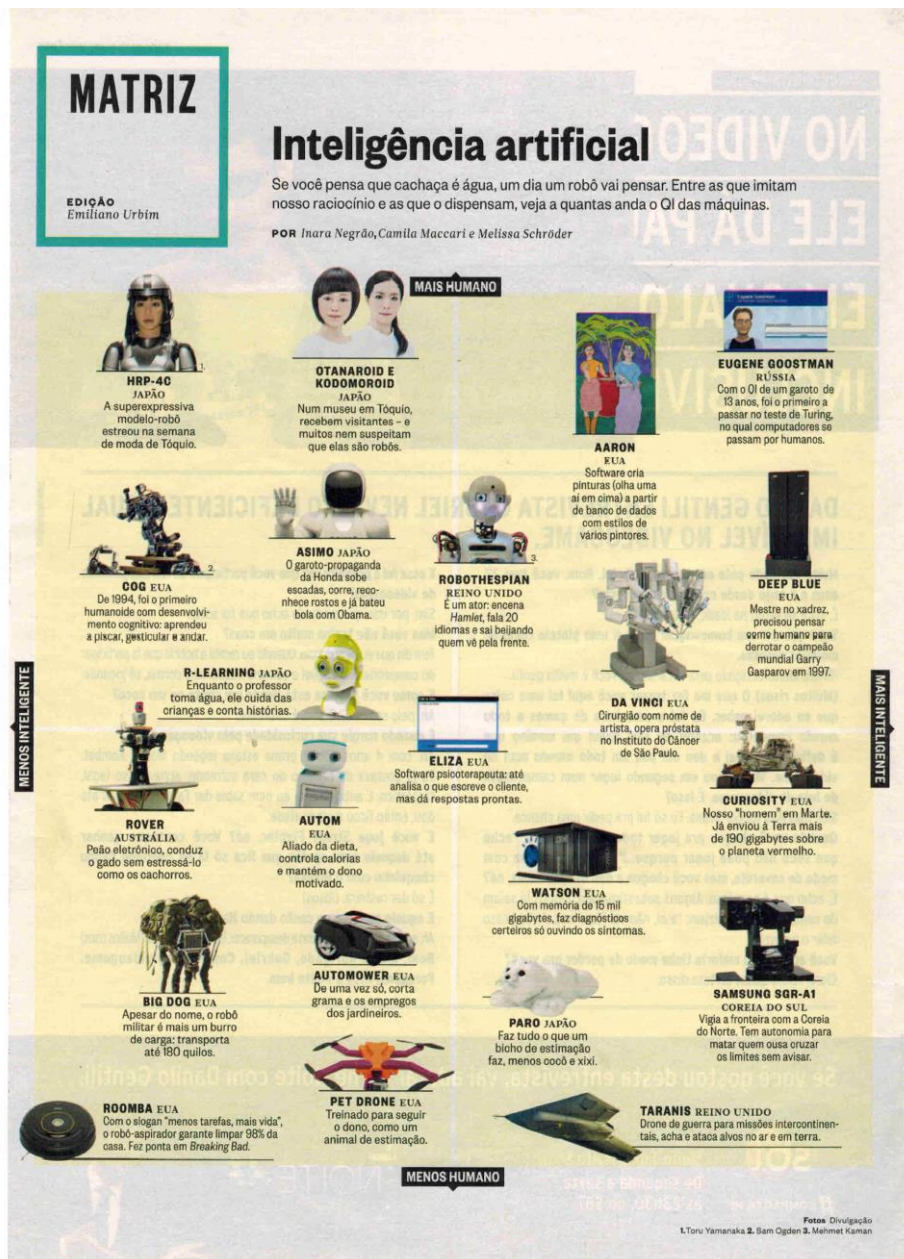 MATRIZ
EDIÇÃO
Emiliano Urbim
Inteligência artificial
Se você pensa que cachaça é água, um dia um robô vai pensar. Entre as que imitam
nosso raciocínio e as que o dispensam, veja a quantas anda o QI das máquinas.
POR Inara Negrão, Camila Maccari e Melissa Schröder
MAIS HUMANO
HRP-4C
JAPÃO
A superexpressiva
modelo-robô
estreou na semana
de moda de Tóquio.
1.
OTANAROID E
KODOMOROID
JAPÃO
Num museu em Tóquio,
recebem visitantes – e
muitos nem suspeitam
que elas são robôs.
AARON
EUA
Software cria
pinturas (olha uma
aí em cima) a partir
de banco de dados
com estilos de
vários pintores.
EUGENE GOOSTMAN
RÚSSIA
Com o QI de um garoto de
13 anos, foi o primeiro a
passar no teste de Turing,
no qual computadores se
passam por humanos.
COG EUA
De 1994, foi o primeiro
humanoide com desenvolvi-
mento cognitivo: aprendeu
a piscar, gesticular e andar.
2.
ASIMO JAPÃO
O garoto-propaganda
da Honda sobe
escadas, corre, reco-
nhece rostos e já bateu
bola com Obama.
ROBOTHESPIAN
REINO UNIDO
É um ator: encena
Hamlet, fala 20
idiomas e sai beijando
quem vê pela frente.
3.
DEEP BLUE
EUA
Mestre no xadrez,
precisou pensar
como humano para
derrotar o campeão
mundial Garry
Gasparov em 1997.
MENOS INTELIGENTE
MAIS INTELIGENTE
R-LEARNING JAPÃO
Enquanto o professor
toma água, ele cuida das
crianças e conta histórias.
DA VINCI EUA
Cirurgião com nome de
artista, opera próstata
no Instituto do Câncer
de São Paulo.
ELIZA EUA
Software psicoterapeuta: até
analisa o que escreve o cliente,
mas dá respostas prontas.
ROVER
AUSTRÁLIA
Peão eletrônico, conduz
o gado sem estressá-lo
como os cachorros.
AUTOM
EUA
Aliado da dieta,
controla calorias
e mantém o dono
motivado.
CURIOSITY EUA
Nosso "homem" em Marte.
Já enviou à Terra mais
de 190 gigabytes sobre
o planeta vermelho.
WATSON EUA
Com memória de 15 mil
gigabytes, faz diagnósticos
certeiros só ouvindo os sintomas.
BIG DOG EUA
Apesar do nome, o robô
militar é mais um burro
de carga: transporta
até 180 quilos.
AUTOMOWER EUA
De uma vez só, corta
grama e os empregos
dos jardineiros.
PARO JAPÃO
Faz tudo o que um
bicho de estimação
faz, menos cocô e xixi.
SAMSUNG SGR-A1
COREIA DO SUL
Vigia a fronteira com a Coreia
do Norte. Tem autonomia para
matar quem ousa cruzar
os limites sem avisar.
ROOMBA EUA
Com o slogan "menos tarefas, mais vida",
o robô-aspirador garante limpar 98% da
casa. Fez ponta em Breaking Bad.
PET DRONE EUA
Treinado para seguir
o dono, como um
animal de estimação.
TARANIS REINO UNIDO
Drone de guerra para missões intercontinen-
tais, acha e ataca alvos no ar e em terra.
MENOS HUMANO
Fotos Divulgação
1.Toru Yamanaka 2. Sam Ogden 3. Mehmet Kaman